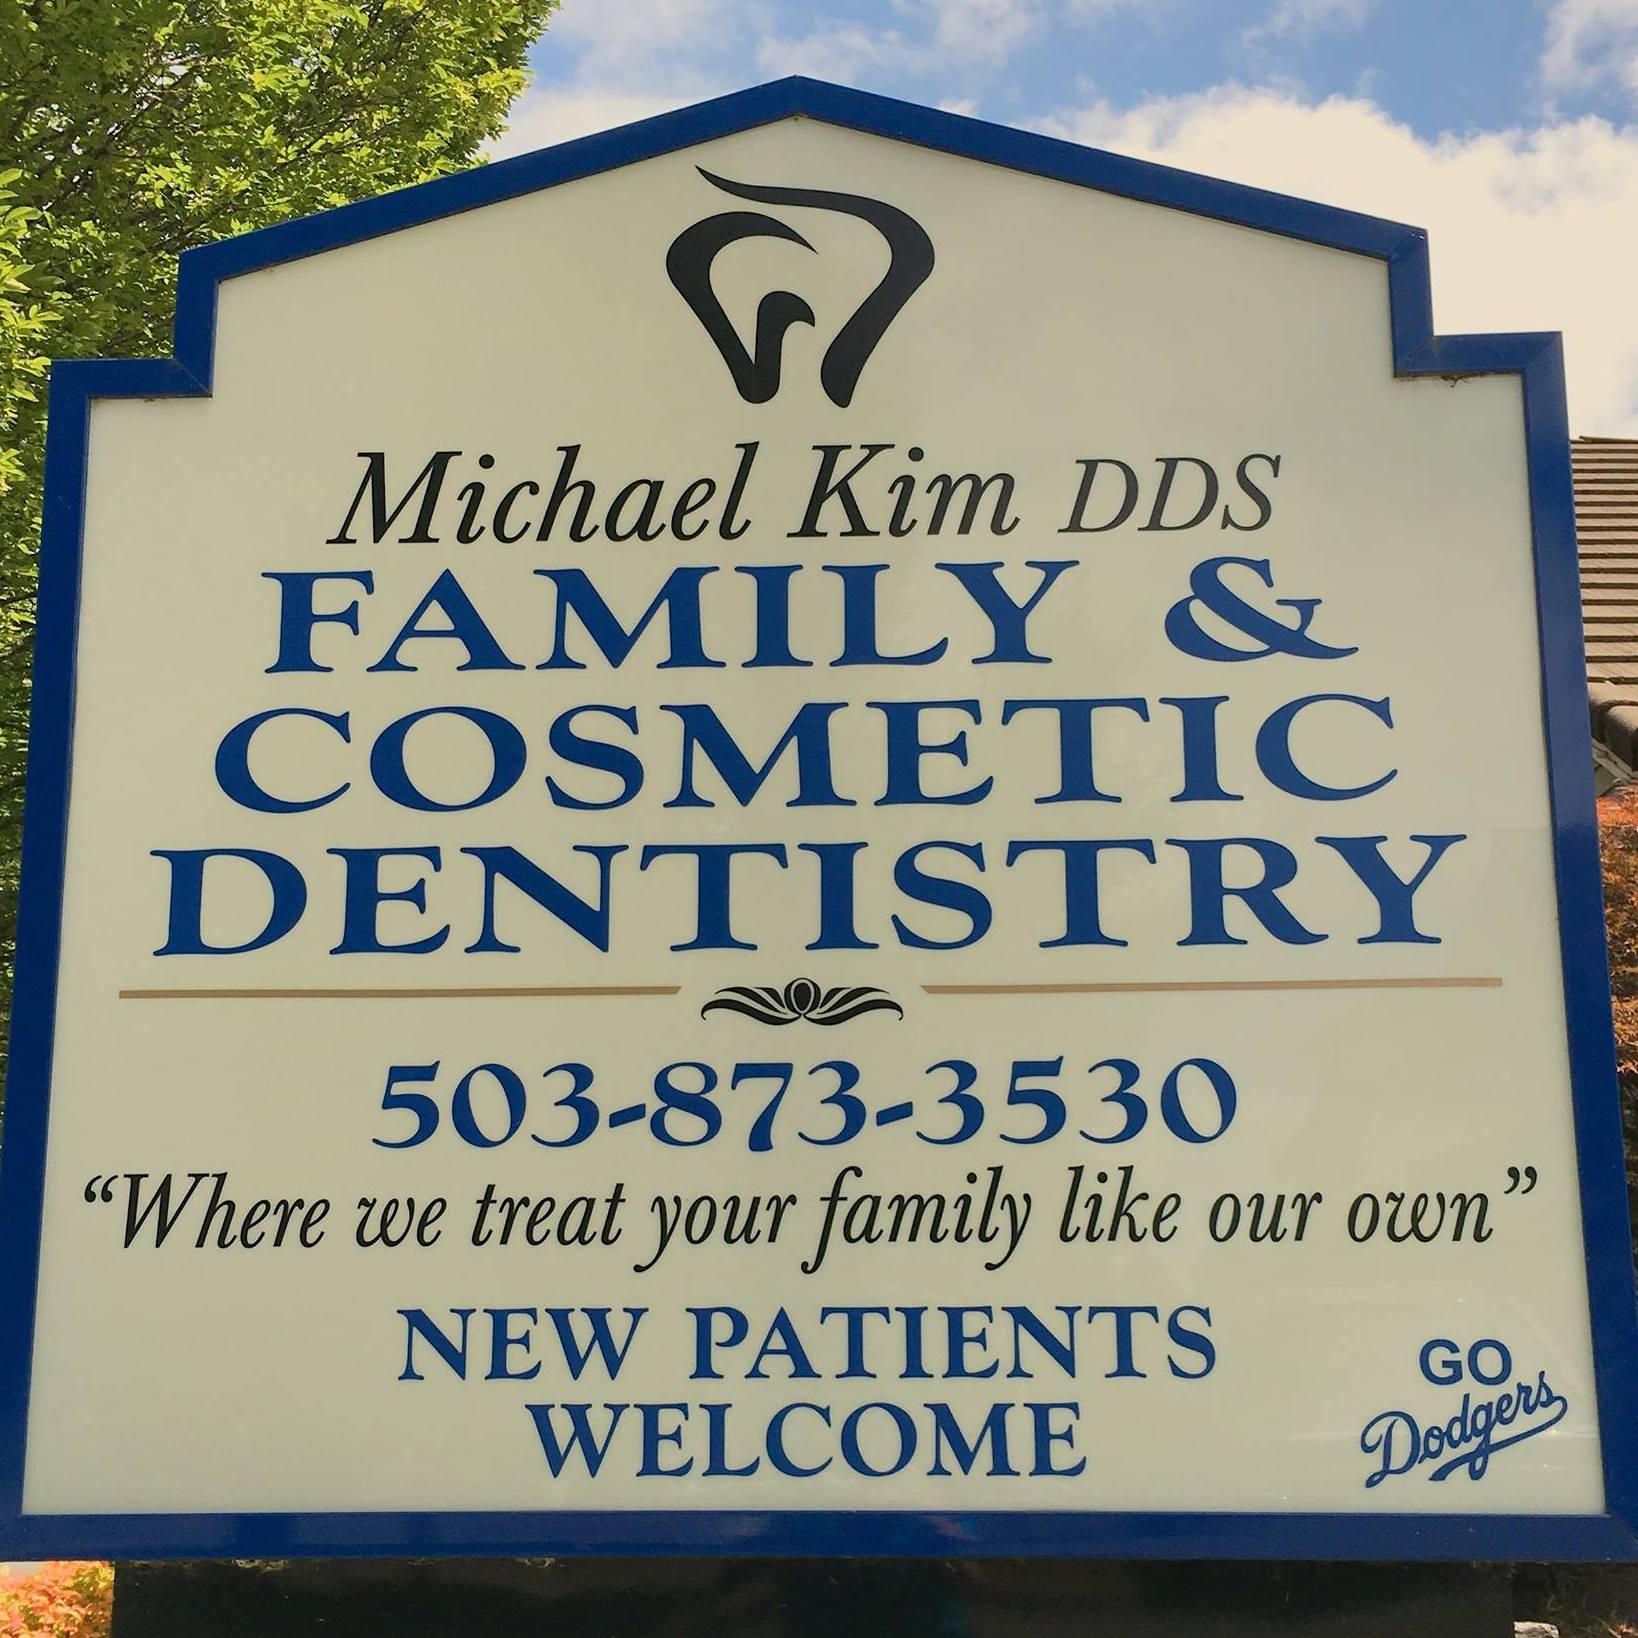 Michael Kim DDS
FAMILY &
COSMETIC
DENTISTRY
503-873-3530
“Where we treat your family like our own”
NEW PATIENTS
WELCOME
GO
Dodgers